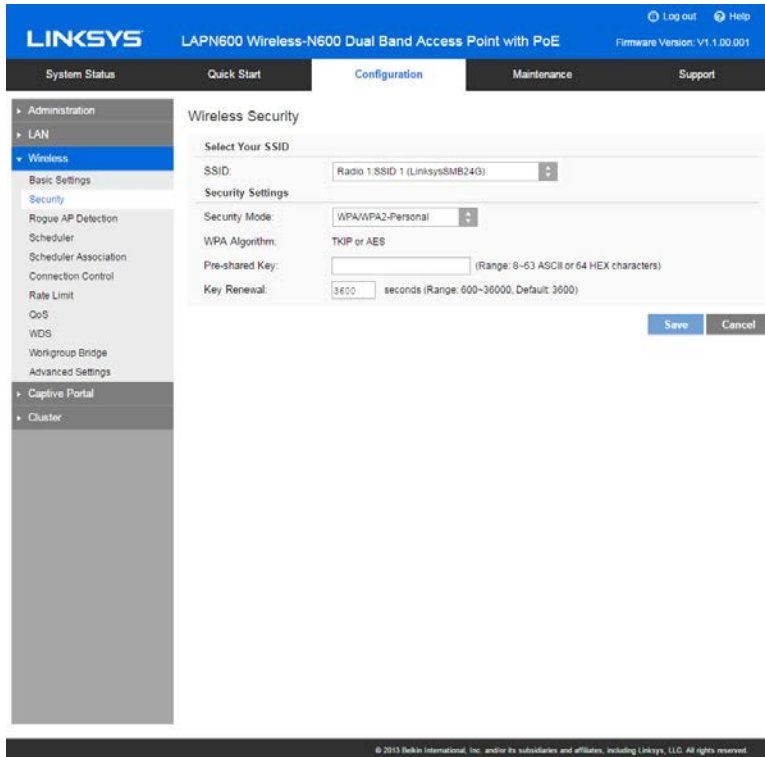 Log out Help
LINKSYS LAPN600 Wireless-N600 Dual Band Access Point with PoE Firmware Version: V1.1.00.001
System Status Quick Start Configuration Maintenance Support
Administration
LAN
Wireless
Basic Settings
Security
Rogue AP Detection
Scheduler
Scheduler Association
Connection Control
Rate Limit
QoS
WDS
Workgroup Bridge
Advanced Settings
Captive Portal
Cluster
Wireless Security
Select Your SSID
SSID: Radio 1:SSID 1 (LinksysSMB24G)
Security Settings
Security Mode: WPA/WPA2-Personal
WPA Algorithm: TKIP or AES
Pre-shared Key: (Range: 8~63 ASCII or 64 HEX characters)
Key Renewal: 3600 seconds (Range: 600~36000, Default: 3600)
Save Cancel
© 2013 Belkin International, Inc. and/or its subsidiaries and affiliates, including Linksys, LLC. All rights reserved.